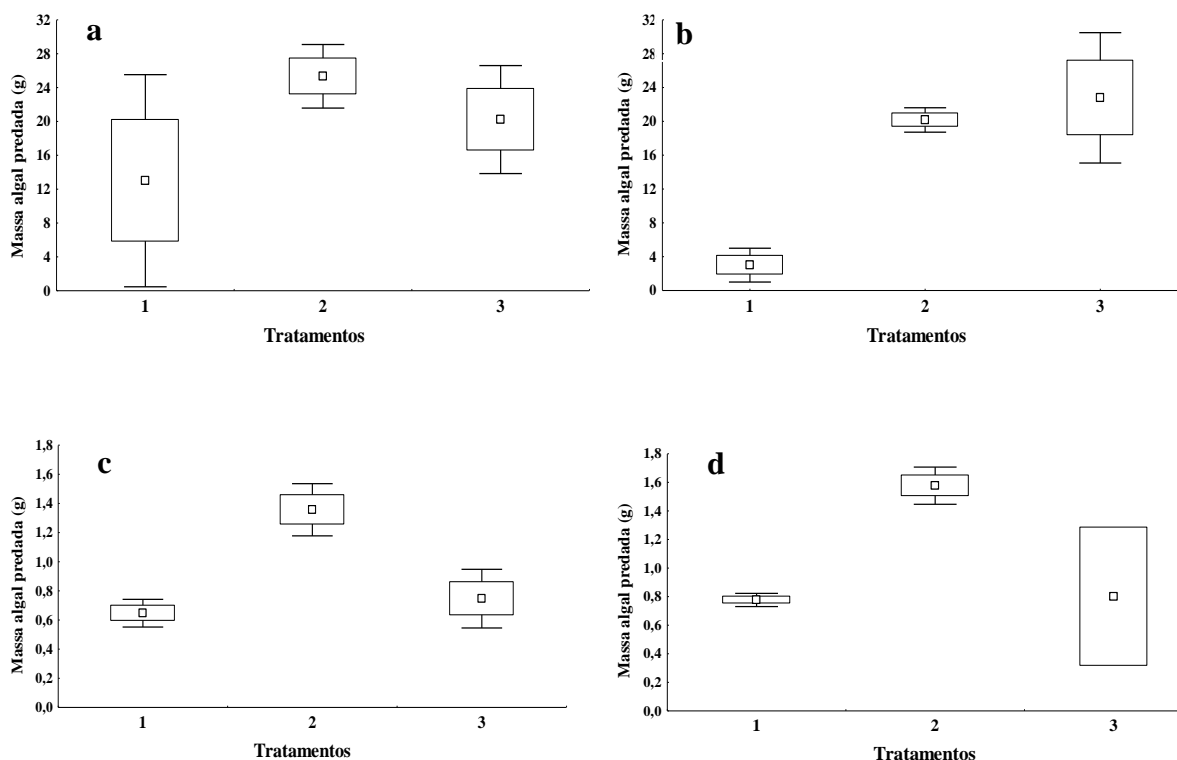 a
Massa algal predada (g)
32
28
24
20
16
12
8
4
0
1 2 3
Tratamentos
b
Massa algal predada (g)
32
28
24
20
16
12
8
4
0
1 2 3
Tratamentos
c
Massa algal predada (g)
1,8
1,6
1,4
1,2
1,0
0,8
0,6
0,4
0,2
0,0
1 2 3
Tratamentos
d
Massa algal predada (g)
1,8
1,6
1,4
1,2
1,0
0,8
0,6
0,4
0,2
0,0
1 2 3
Tratamentos